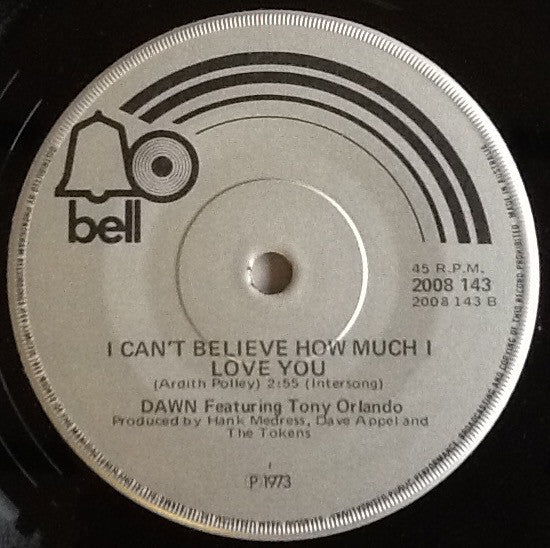 bell
45 R.P.M.
2008 143
2008 143 B
I CAN'T BELIEVE HOW MUCH I
LOVE YOU
(Ardith Polley) 2:55 (Intersong)
DAWN Featuring Tony Orlando
Produced by Hank Medress, Dave Appel and
The Tokens
P 1973